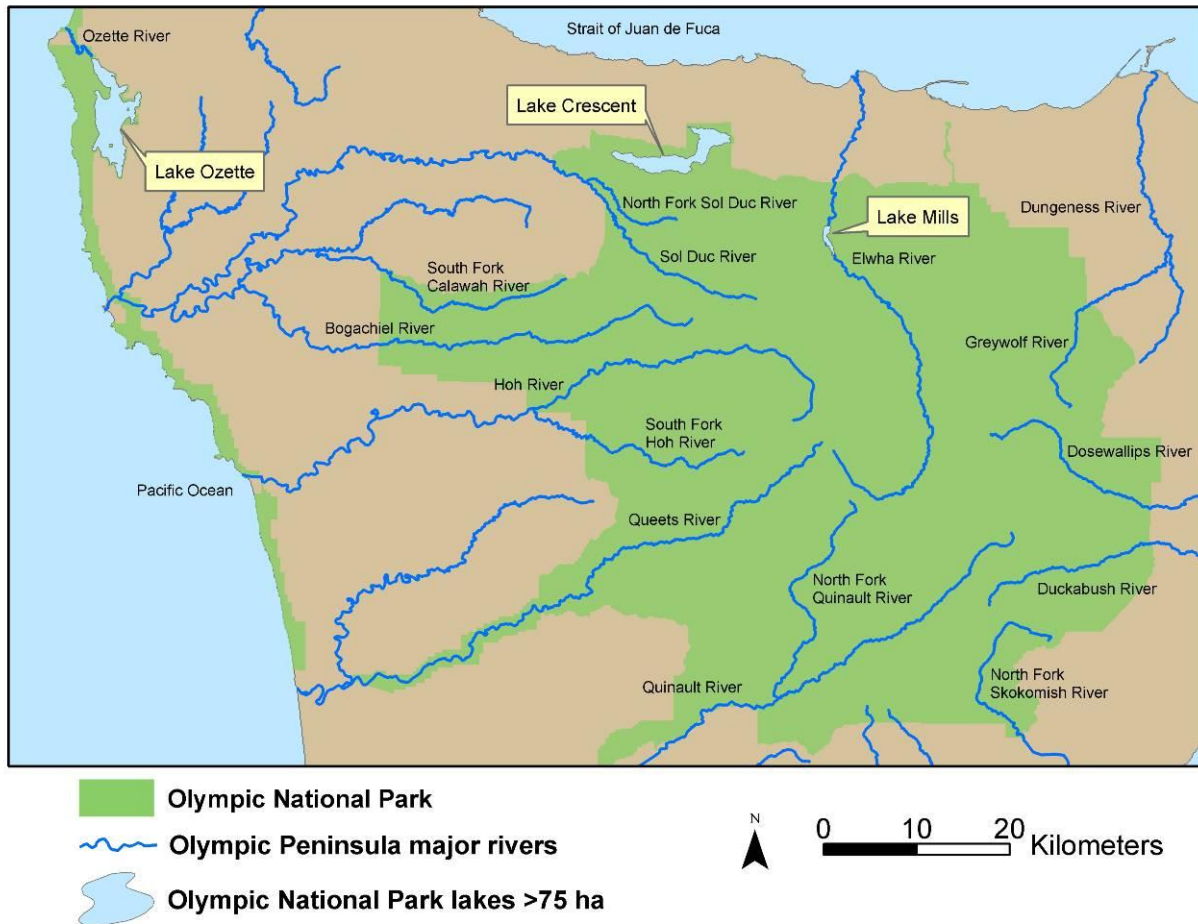 Ozette River
Strait of Juan de Fuca
Lake Crescent
Lake Ozette
North Fork Sol Duc River
Lake Mills
Dungeness River
Sol Duc River
Elwha River
South Fork
Calawah River
Bogachiel River
Greywolf River
Hoh River
South Fork
Hoh River
Dosewallips River
Pacific Ocean
Queets River
North Fork
Quinault River
Duckabush River
Quinault River
North Fork
Skokomish River
Olympic National Park
Olympic Peninsula major rivers
Olympic National Park lakes >75 ha
N
0 10 20
Kilometers